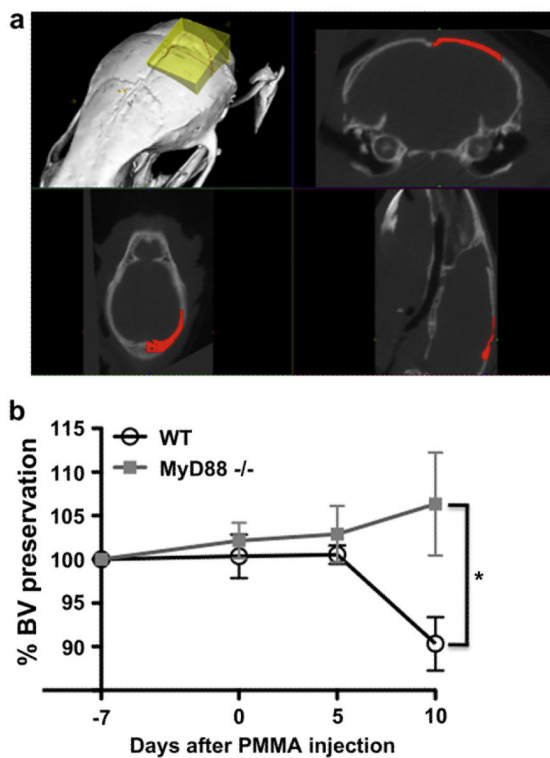 a
b
115
110
105
100
95
90
% BV preservation
WT
MyD88 -/-
*
-7
0
5
10
Days after PMMA injection